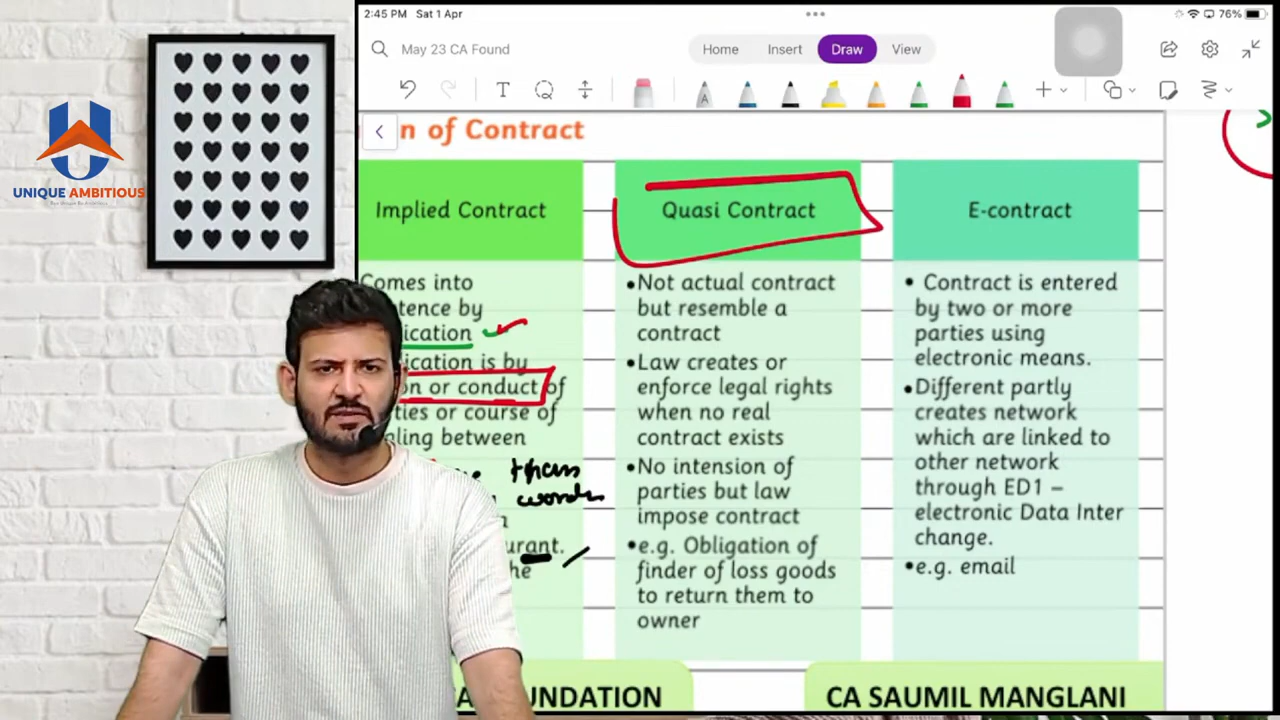 2:45 PM Sat 1 Apr
76%
May 23 CA Found
Home Insert Draw View
UNIQUE AMBITIOUS
n of Contract
Implied Contract
Comes into
tence by
ication
ication is by
on or conduct of
ties or course of
ling between
than
words
urant.
he
Quasi Contract
•Not actual contract
but resemble a
contract
•Law creates or
enforce legal rights
when no real
contract exists
•No intension of
parties but law
impose contract
•e.g. Obligation of
finder of loss goods
to return them to
owner
E-contract
• Contract is entered
by two or more
parties using
electronic means.
•Different partly
creates network
which are linked to
other network
through ED1 –
electronic Data Inter
change.
•e.g. email
UNDATION
CA SAUMIL MANGLANI